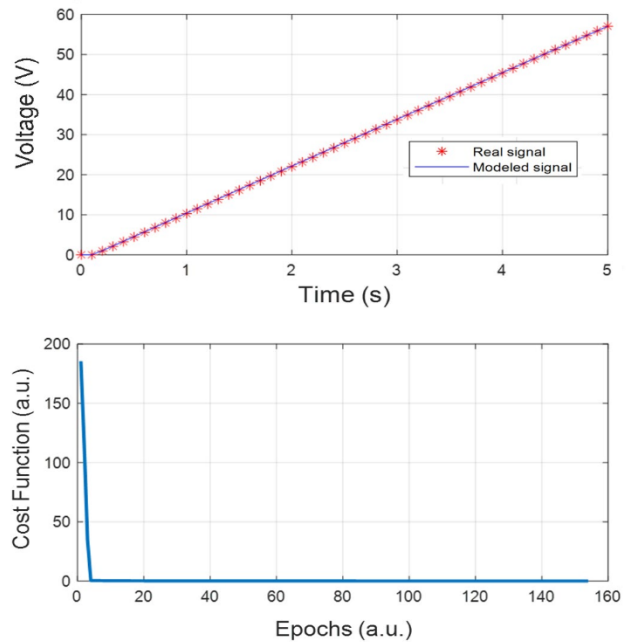 60
50
40
30
20
10
0
Voltage (V)
Real signal
Modeled signal
0 1 2 3 4 5
Time (s)
200
150
100
50
0
Cost Function (a.u.)
0 20 40 60 80 100 120 140 160
Epochs (a.u.)